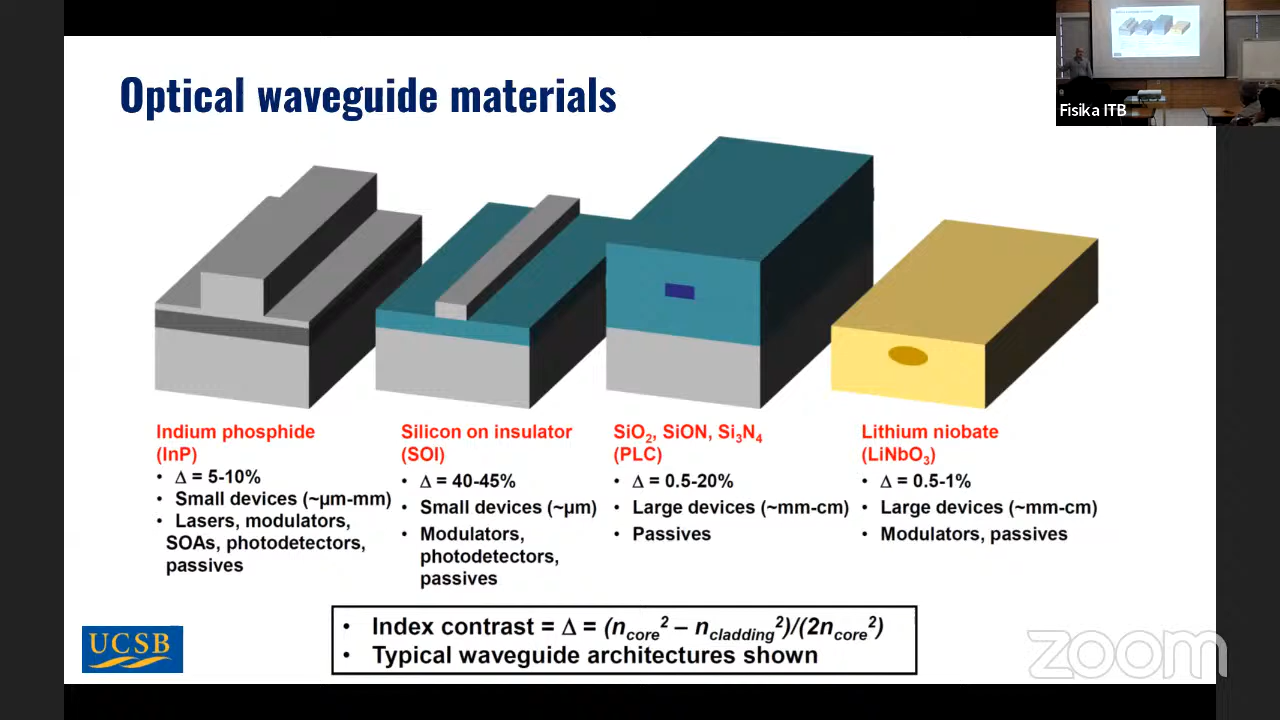 Optical waveguide materials
Fisika ITB
Indium phosphide
(InP)
• Δ = 5-10%
• Small devices (~µm-mm)
• Lasers, modulators,
SOAs, photodetectors,
passives
Silicon on insulator
(SOI)
• Δ = 40-45%
• Small devices (~µm)
• Modulators,
photodetectors,
passives
SiO₂, SiON, Si₃N₄
(PLC)
• Δ = 0.5-20%
• Large devices (~mm-cm)
• Passives
Lithium niobate
(LiNbO₃)
• Δ = 0.5-1%
• Large devices (~mm-cm)
• Modulators, passives
• Index contrast = Δ = (n_core² – n_cladding²)/(2n_core²)
• Typical waveguide architectures shown
UCSB
zoom